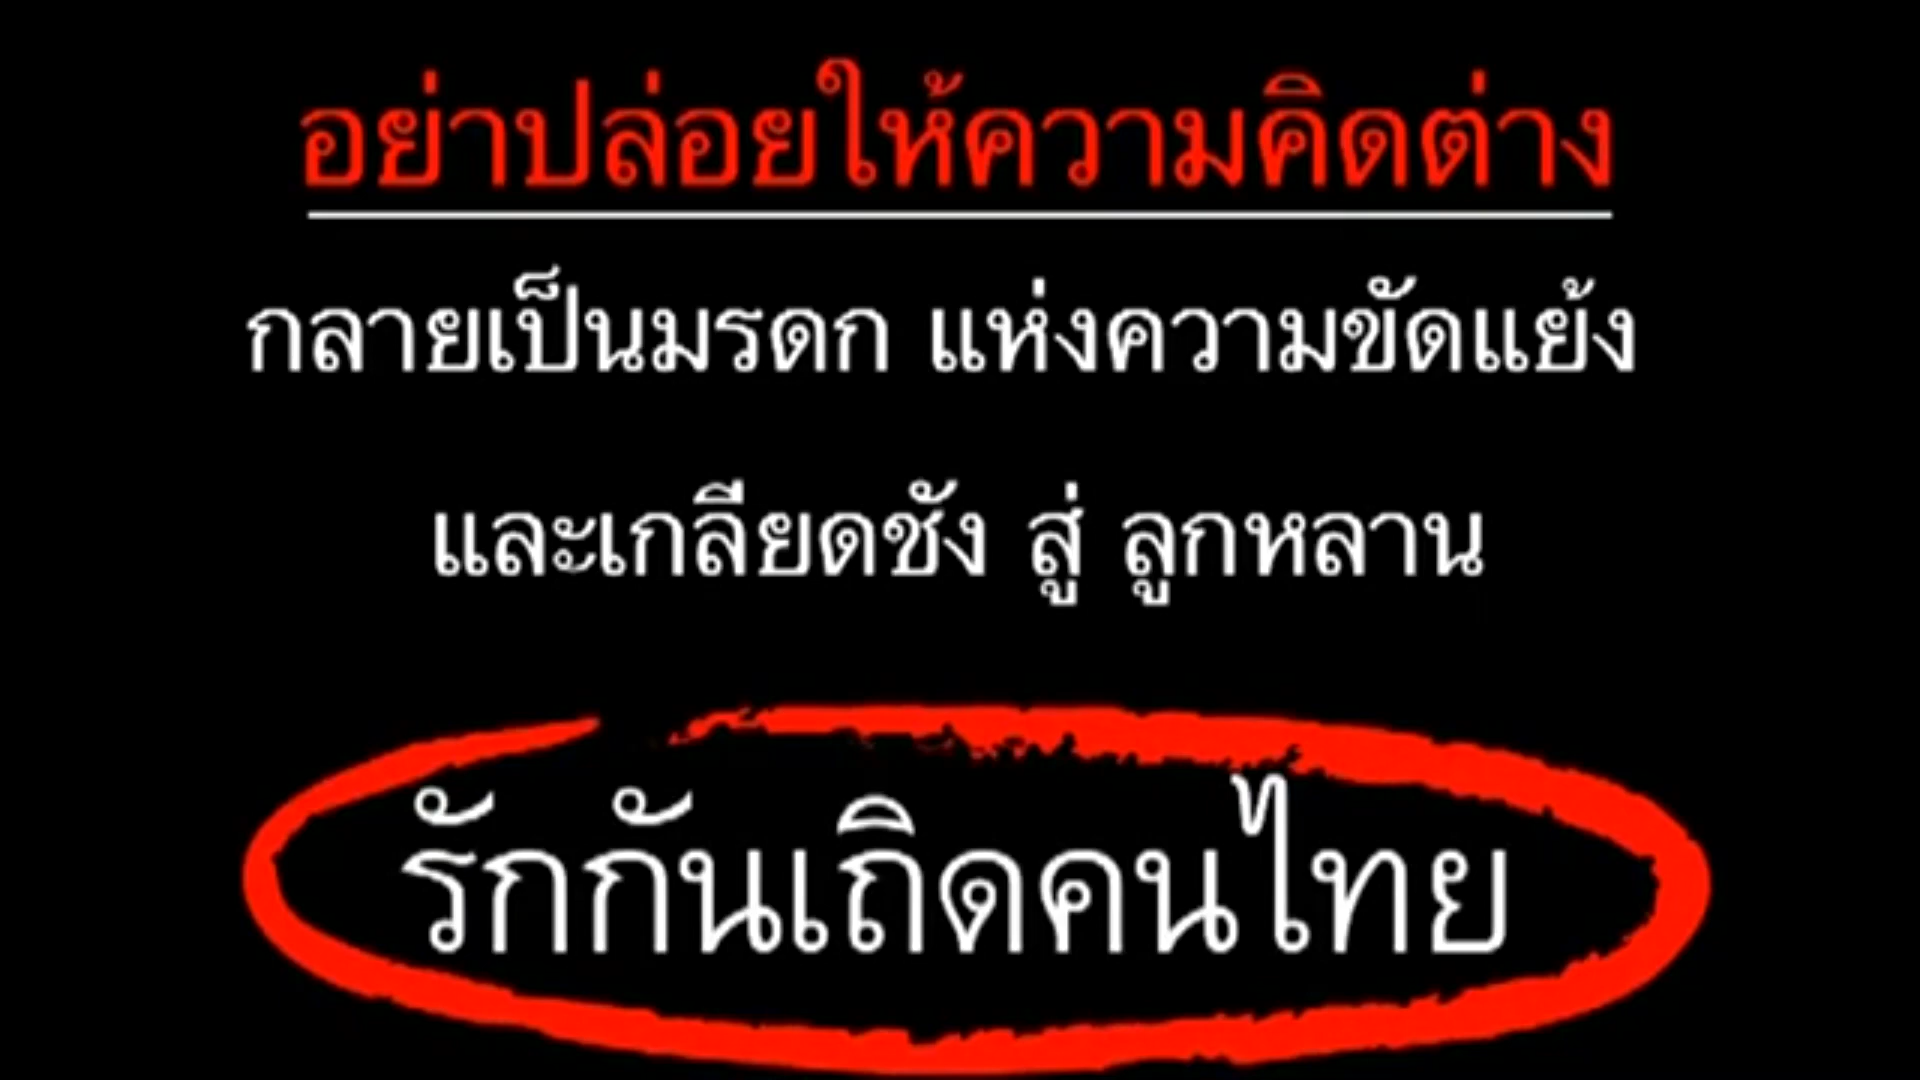 อย่าปล่อยให้ความคิดต่าง
กลายเป็นมรดก แห่งความขัดแย้ง
และเกลียดชัง สู่ ลูกหลาน
รักกันเถิดคนไทย